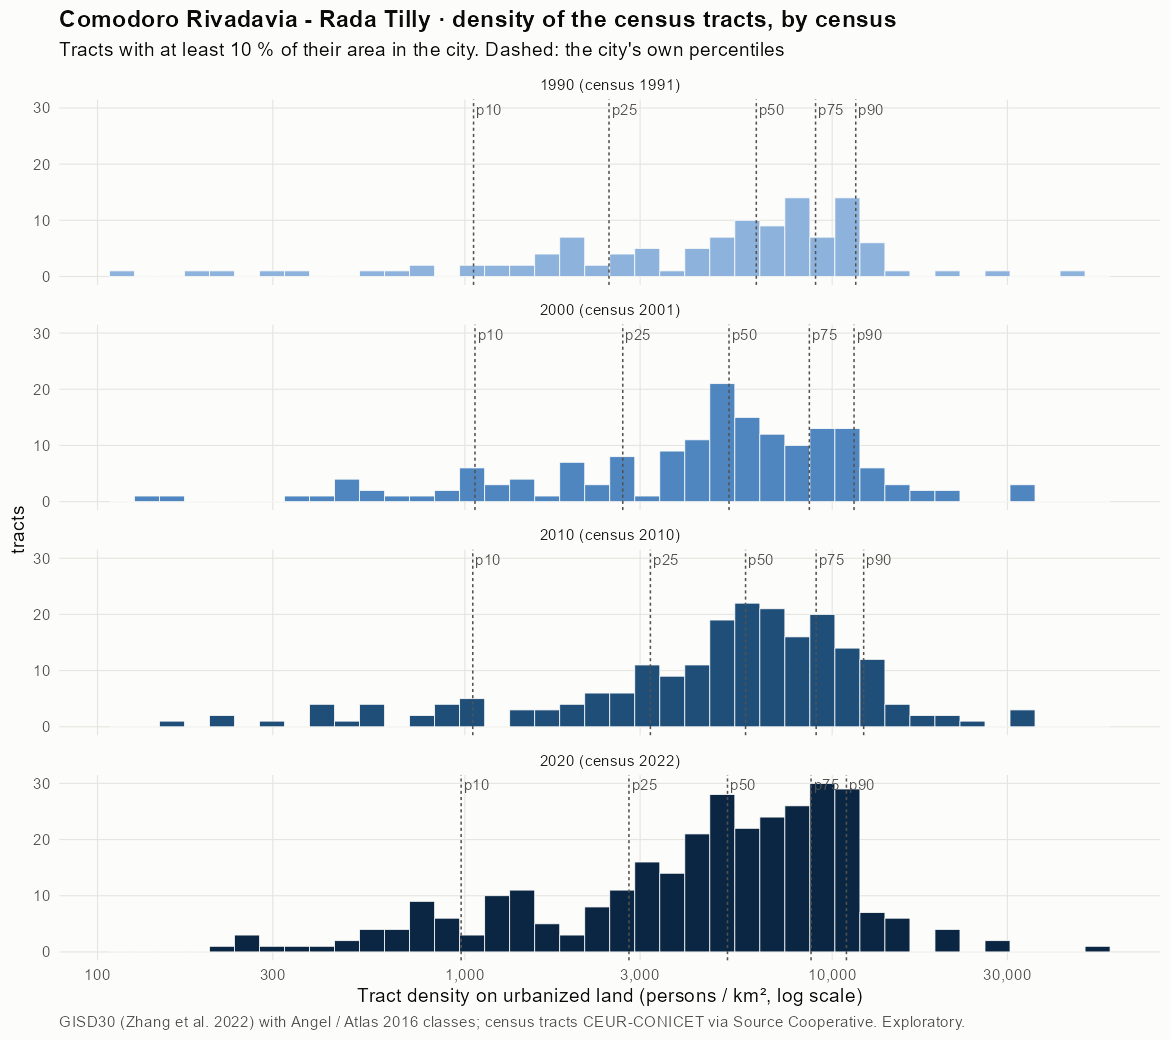 Comodoro Rivadavia - Rada Tilly · density of the census tracts, by census
Tracts with at least 10 % of their area in the city. Dashed: the city's own percentiles
1990 (census 1991)
30
20
10
0
p10
p25
p50
p75
p90
2000 (census 2001)
30
20
10
0
p10
p25
p50
p75
p90
tracts
2010 (census 2010)
30
20
10
0
p10
p25
p50
p75
p90
2020 (census 2022)
30
20
10
0
p10
p25
p50
p75
p90
100
300
1,000
3,000
10,000
30,000
Tract density on urbanized land (persons / km², log scale)
GISD30 (Zhang et al. 2022) with Angel / Atlas 2016 classes; census tracts CEUR-CONICET via Source Cooperative. Exploratory.